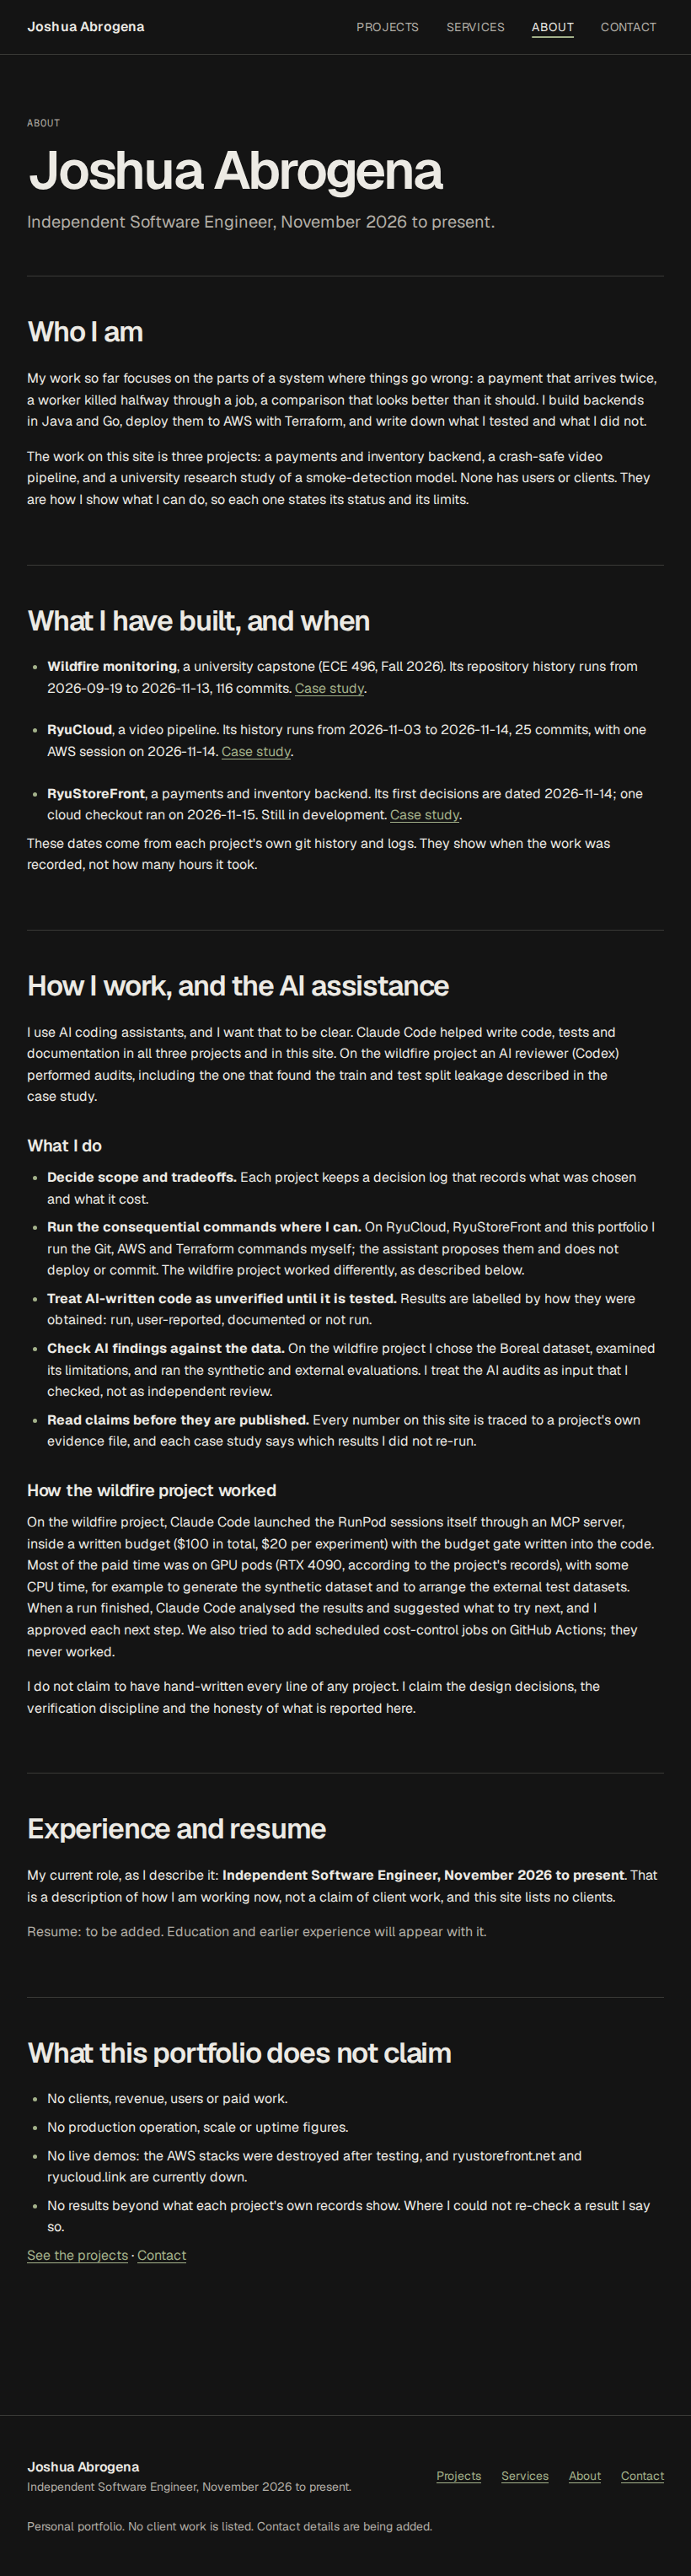 Joshua Abrogena
PROJECTS SERVICES ABOUT CONTACT
ABOUT
Joshua Abrogena
Independent Software Engineer, November 2026 to present.
Who I am
My work so far focuses on the parts of a system where things go wrong: a payment that arrives twice,
a worker killed halfway through a job, a comparison that looks better than it should. I build backends
in Java and Go, deploy them to AWS with Terraform, and write down what I tested and what I did not.
The work on this site is three projects: a payments and inventory backend, a crash-safe video
pipeline, and a university research study of a smoke-detection model. None has users or clients. They
are how I show what I can do, so each one states its status and its limits.
What I have built, and when
• Wildfire monitoring, a university capstone (ECE 496, Fall 2026). Its repository history runs from
2026-09-19 to 2026-11-13, 116 commits. Case study.
• RyuCloud, a video pipeline. Its history runs from 2026-11-03 to 2026-11-14, 25 commits, with one
AWS session on 2026-11-14. Case study.
• RyuStoreFront, a payments and inventory backend. Its first decisions are dated 2026-11-14; one
cloud checkout ran on 2026-11-15. Still in development. Case study.
These dates come from each project's own git history and logs. They show when the work was
recorded, not how many hours it took.
How I work, and the AI assistance
I use AI coding assistants, and I want that to be clear. Claude Code helped write code, tests and
documentation in all three projects and in this site. On the wildfire project an AI reviewer (Codex)
performed audits, including the one that found the train and test split leakage described in the
case study.
What I do
• Decide scope and tradeoffs. Each project keeps a decision log that records what was chosen
and what it cost.
• Run the consequential commands where I can. On RyuCloud, RyuStoreFront and this portfolio I
run the Git, AWS and Terraform commands myself; the assistant proposes them and does not
deploy or commit. The wildfire project worked differently, as described below.
• Treat AI-written code as unverified until it is tested. Results are labelled by how they were
obtained: run, user-reported, documented or not run.
• Check AI findings against the data. On the wildfire project I chose the Boreal dataset, examined
its limitations, and ran the synthetic and external evaluations. I treat the AI audits as input that I
checked, not as independent review.
• Read claims before they are published. Every number on this site is traced to a project's own
evidence file, and each case study says which results I did not re-run.
How the wildfire project worked
On the wildfire project, Claude Code launched the RunPod sessions itself through an MCP server,
inside a written budget ($100 in total, $20 per experiment) with the budget gate written into the code.
Most of the paid time was on GPU pods (RTX 4090, according to the project's records), with some
CPU time, for example to generate the synthetic dataset and to arrange the external test datasets.
When a run finished, Claude Code analysed the results and suggested what to try next, and I
approved each next step. We also tried to add scheduled cost-control jobs on GitHub Actions; they
never worked.
I do not claim to have hand-written every line of any project. I claim the design decisions, the
verification discipline and the honesty of what is reported here.
Experience and resume
My current role, as I describe it: Independent Software Engineer, November 2026 to present. That
is a description of how I am working now, not a claim of client work, and this site lists no clients.
Resume: to be added. Education and earlier experience will appear with it.
What this portfolio does not claim
• No clients, revenue, users or paid work.
• No production operation, scale or uptime figures.
• No live demos: the AWS stacks were destroyed after testing, and ryustorefront.net and
ryucloud.link are currently down.
• No results beyond what each project's own records show. Where I could not re-check a result I say
so.
See the projects · Contact
Joshua Abrogena
Independent Software Engineer, November 2026 to present.
Projects Services About Contact
Personal portfolio. No client work is listed. Contact details are being added.